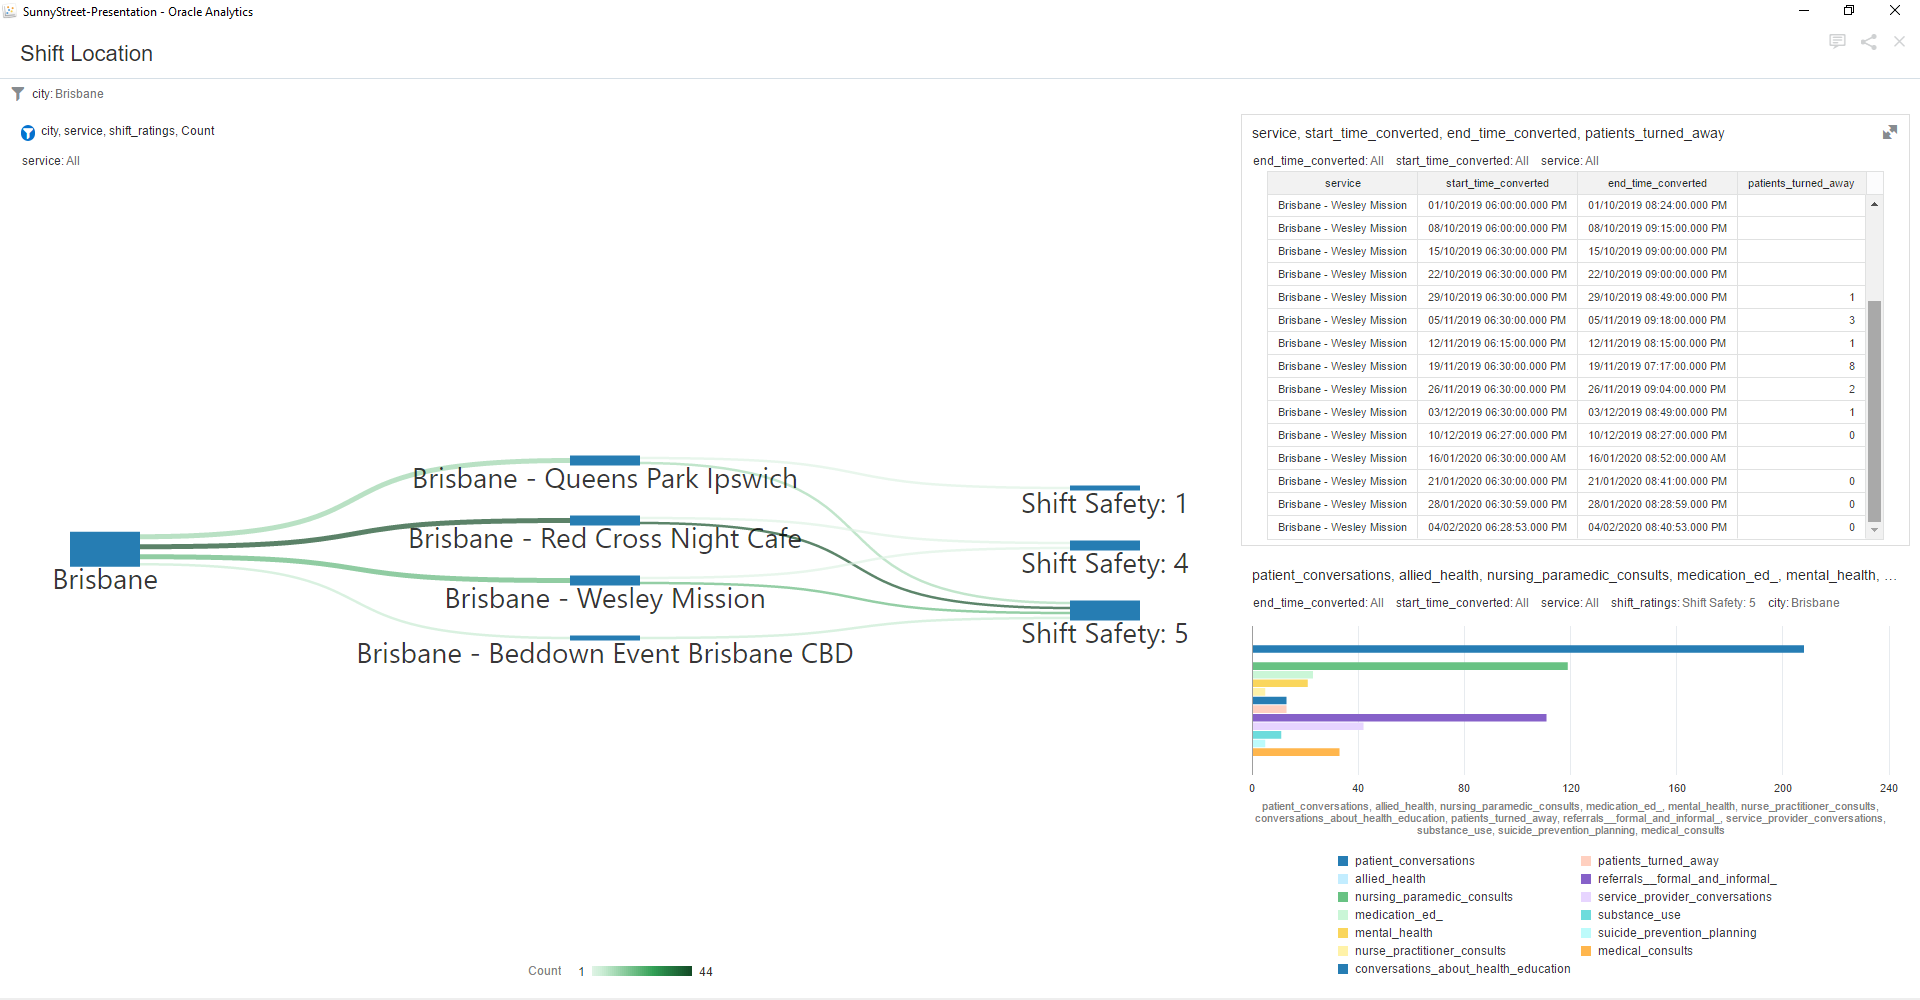 SunnyStreet-Presentation - Oracle Analytics
Shift Location
city: Brisbane
city, service, shift_ratings, Count
service: All
Brisbane
Brisbane - Queens Park Ipswich
Brisbane - Red Cross Night Cafe
Brisbane - Wesley Mission
Brisbane - Beddown Event Brisbane CBD
Shift Safety: 1
Shift Safety: 4
Shift Safety: 5
Count 1 44
service, start_time_converted, end_time_converted, patients_turned_away
end_time_converted: All start_time_converted: All service: All
service start_time_converted end_time_converted patients_turned_away
Brisbane - Wesley Mission 01/10/2019 06:00:00.000 PM 01/10/2019 08:24:00.000 PM
Brisbane - Wesley Mission 08/10/2019 06:00:00.000 PM 08/10/2019 09:15:00.000 PM
Brisbane - Wesley Mission 15/10/2019 06:30:00.000 PM 15/10/2019 09:00:00.000 PM
Brisbane - Wesley Mission 22/10/2019 06:30:00.000 PM 22/10/2019 09:00:00.000 PM
Brisbane - Wesley Mission 29/10/2019 06:30:00.000 PM 29/10/2019 08:49:00.000 PM 1
Brisbane - Wesley Mission 05/11/2019 06:30:00.000 PM 05/11/2019 09:18:00.000 PM 3
Brisbane - Wesley Mission 12/11/2019 06:15:00.000 PM 12/11/2019 08:15:00.000 PM 1
Brisbane - Wesley Mission 19/11/2019 06:30:00.000 PM 19/11/2019 07:17:00.000 PM 8
Brisbane - Wesley Mission 26/11/2019 06:30:00.000 PM 26/11/2019 09:04:00.000 PM 2
Brisbane - Wesley Mission 03/12/2019 06:30:00.000 PM 03/12/2019 08:49:00.000 PM 1
Brisbane - Wesley Mission 10/12/2019 06:27:00.000 PM 10/12/2019 08:27:00.000 PM 0
Brisbane - Wesley Mission 16/01/2020 06:30:00.000 AM 16/01/2020 08:52:00.000 AM
Brisbane - Wesley Mission 21/01/2020 06:30:00.000 PM 21/01/2020 08:41:00.000 PM 0
Brisbane - Wesley Mission 28/01/2020 06:30:59.000 PM 28/01/2020 08:28:59.000 PM 0
Brisbane - Wesley Mission 04/02/2020 06:28:53.000 PM 04/02/2020 08:40:53.000 PM 0
patient_conversations, allied_health, nursing_paramedic_consults, medication_ed_, mental_health, ...
end_time_converted: All start_time_converted: All service: All shift_ratings: Shift Safety: 5 city: Brisbane
0 40 80 120 160 200 240
patient_conversations, allied_health, nursing_paramedic_consults, medication_ed_, mental_health, nurse_practitioner_consults,
conversations_about_health_education, patients_turned_away, referrals__formal_and_informal_, service_provider_conversations,
substance_use, suicide_prevention_planning, medical_consults
patient_conversations
allied_health
nursing_paramedic_consults
medication_ed_
mental_health
nurse_practitioner_consults
conversations_about_health_education
patients_turned_away
referrals__formal_and_informal_
service_provider_conversations
substance_use
suicide_prevention_planning
medical_consults